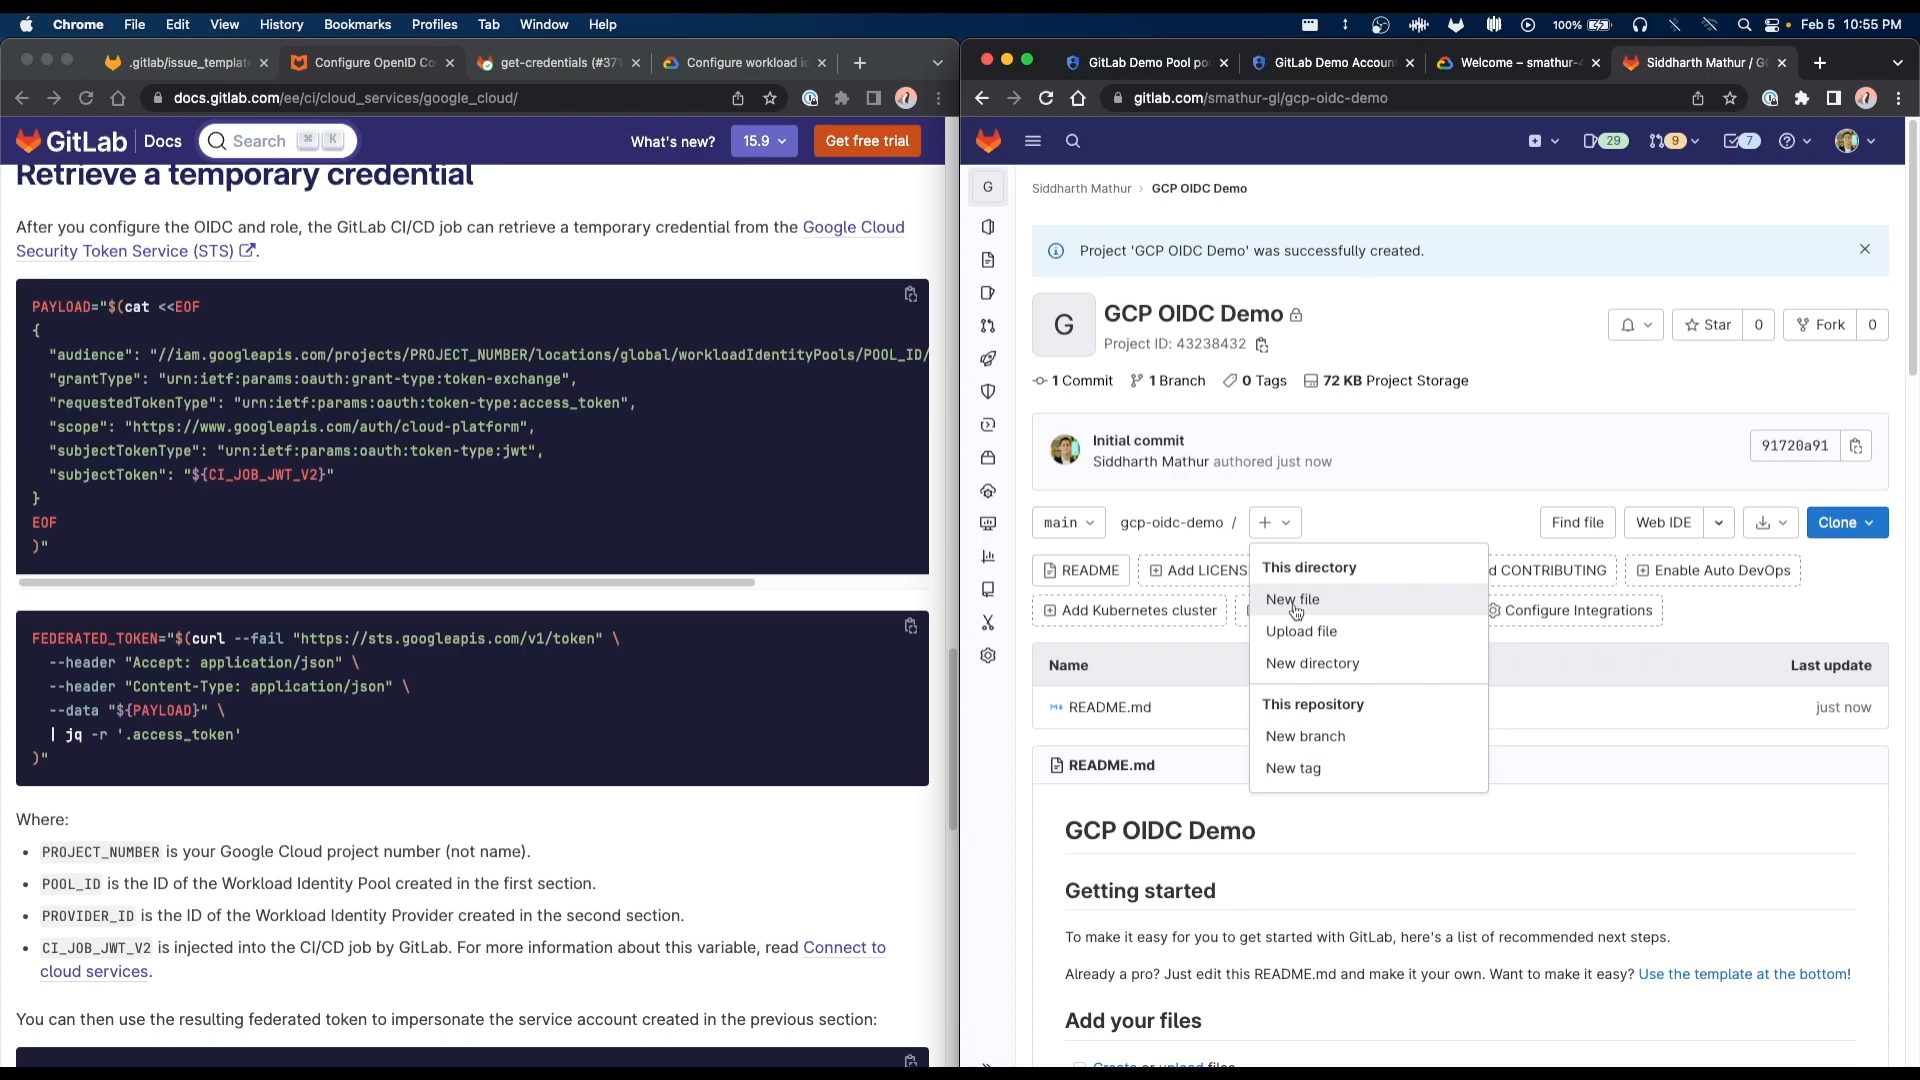 Chrome File Edit View History Bookmarks Profiles Tab Window Help
100% Feb 5 10:55 PM
.gitlab/issue_templat
Configure OpenID Co
get-credentials (#371
Configure workload i
docs.gitlab.com/ee/ci/cloud_services/google_cloud/
GitLab Docs
Search ⌘ K
What's new?
15.9
Get free trial
Retrieve a temporary credential
After you configure the OIDC and role, the GitLab CI/CD job can retrieve a temporary credential from the Google Cloud
Security Token Service (STS).
PAYLOAD="$(cat <<EOF
{
"audience": "//iam.googleapis.com/projects/PROJECT_NUMBER/locations/global/workloadIdentityPools/POOL_ID/
"grantType": "urn:ietf:params:oauth:grant-type:token-exchange",
"requestedTokenType": "urn:ietf:params:oauth:token-type:access_token",
"scope": "https://www.googleapis.com/auth/cloud-platform",
"subjectTokenType": "urn:ietf:params:oauth:token-type:jwt",
"subjectToken": "${CI_JOB_JWT_V2}"
}
EOF
)"
FEDERATED_TOKEN="$(curl --fail "https://sts.googleapis.com/v1/token" \
--header "Accept: application/json" \
--header "Content-Type: application/json" \
--data "${PAYLOAD}" \
| jq -r '.access_token'
)"
Where:
• PROJECT_NUMBER is your Google Cloud project number (not name).
• POOL_ID is the ID of the Workload Identity Pool created in the first section.
• PROVIDER_ID is the ID of the Workload Identity Provider created in the second section.
• CI_JOB_JWT_V2 is injected into the CI/CD job by GitLab. For more information about this variable, read Connect to
cloud services.
You can then use the resulting federated token to impersonate the service account created in the previous section:
GitLab Demo Pool po
GitLab Demo Accoun
Welcome – smathur-
Siddharth Mathur / G
gitlab.com/smathur-gl/gcp-oidc-demo
29 9 7
G
Siddharth Mathur › GCP OIDC Demo
Project 'GCP OIDC Demo' was successfully created.
G
GCP OIDC Demo
Project ID: 43238432
Star 0
Fork 0
1 Commit 1 Branch 0 Tags 72 KB Project Storage
Initial commit
Siddharth Mathur authored just now
91720a91
main
gcp-oidc-demo / +
Find file
Web IDE
Clone
README
Add LICENS
d CONTRIBUTING
Enable Auto DevOps
Add Kubernetes cluster
Configure Integrations
This directory
New file
Upload file
New directory
This repository
New branch
New tag
Name
Last update
README.md
just now
README.md
GCP OIDC Demo
Getting started
To make it easy for you to get started with GitLab, here's a list of recommended next steps.
Already a pro? Just edit this README.md and make it your own. Want to make it easy? Use the template at the bottom!
Add your files
Create or upload files